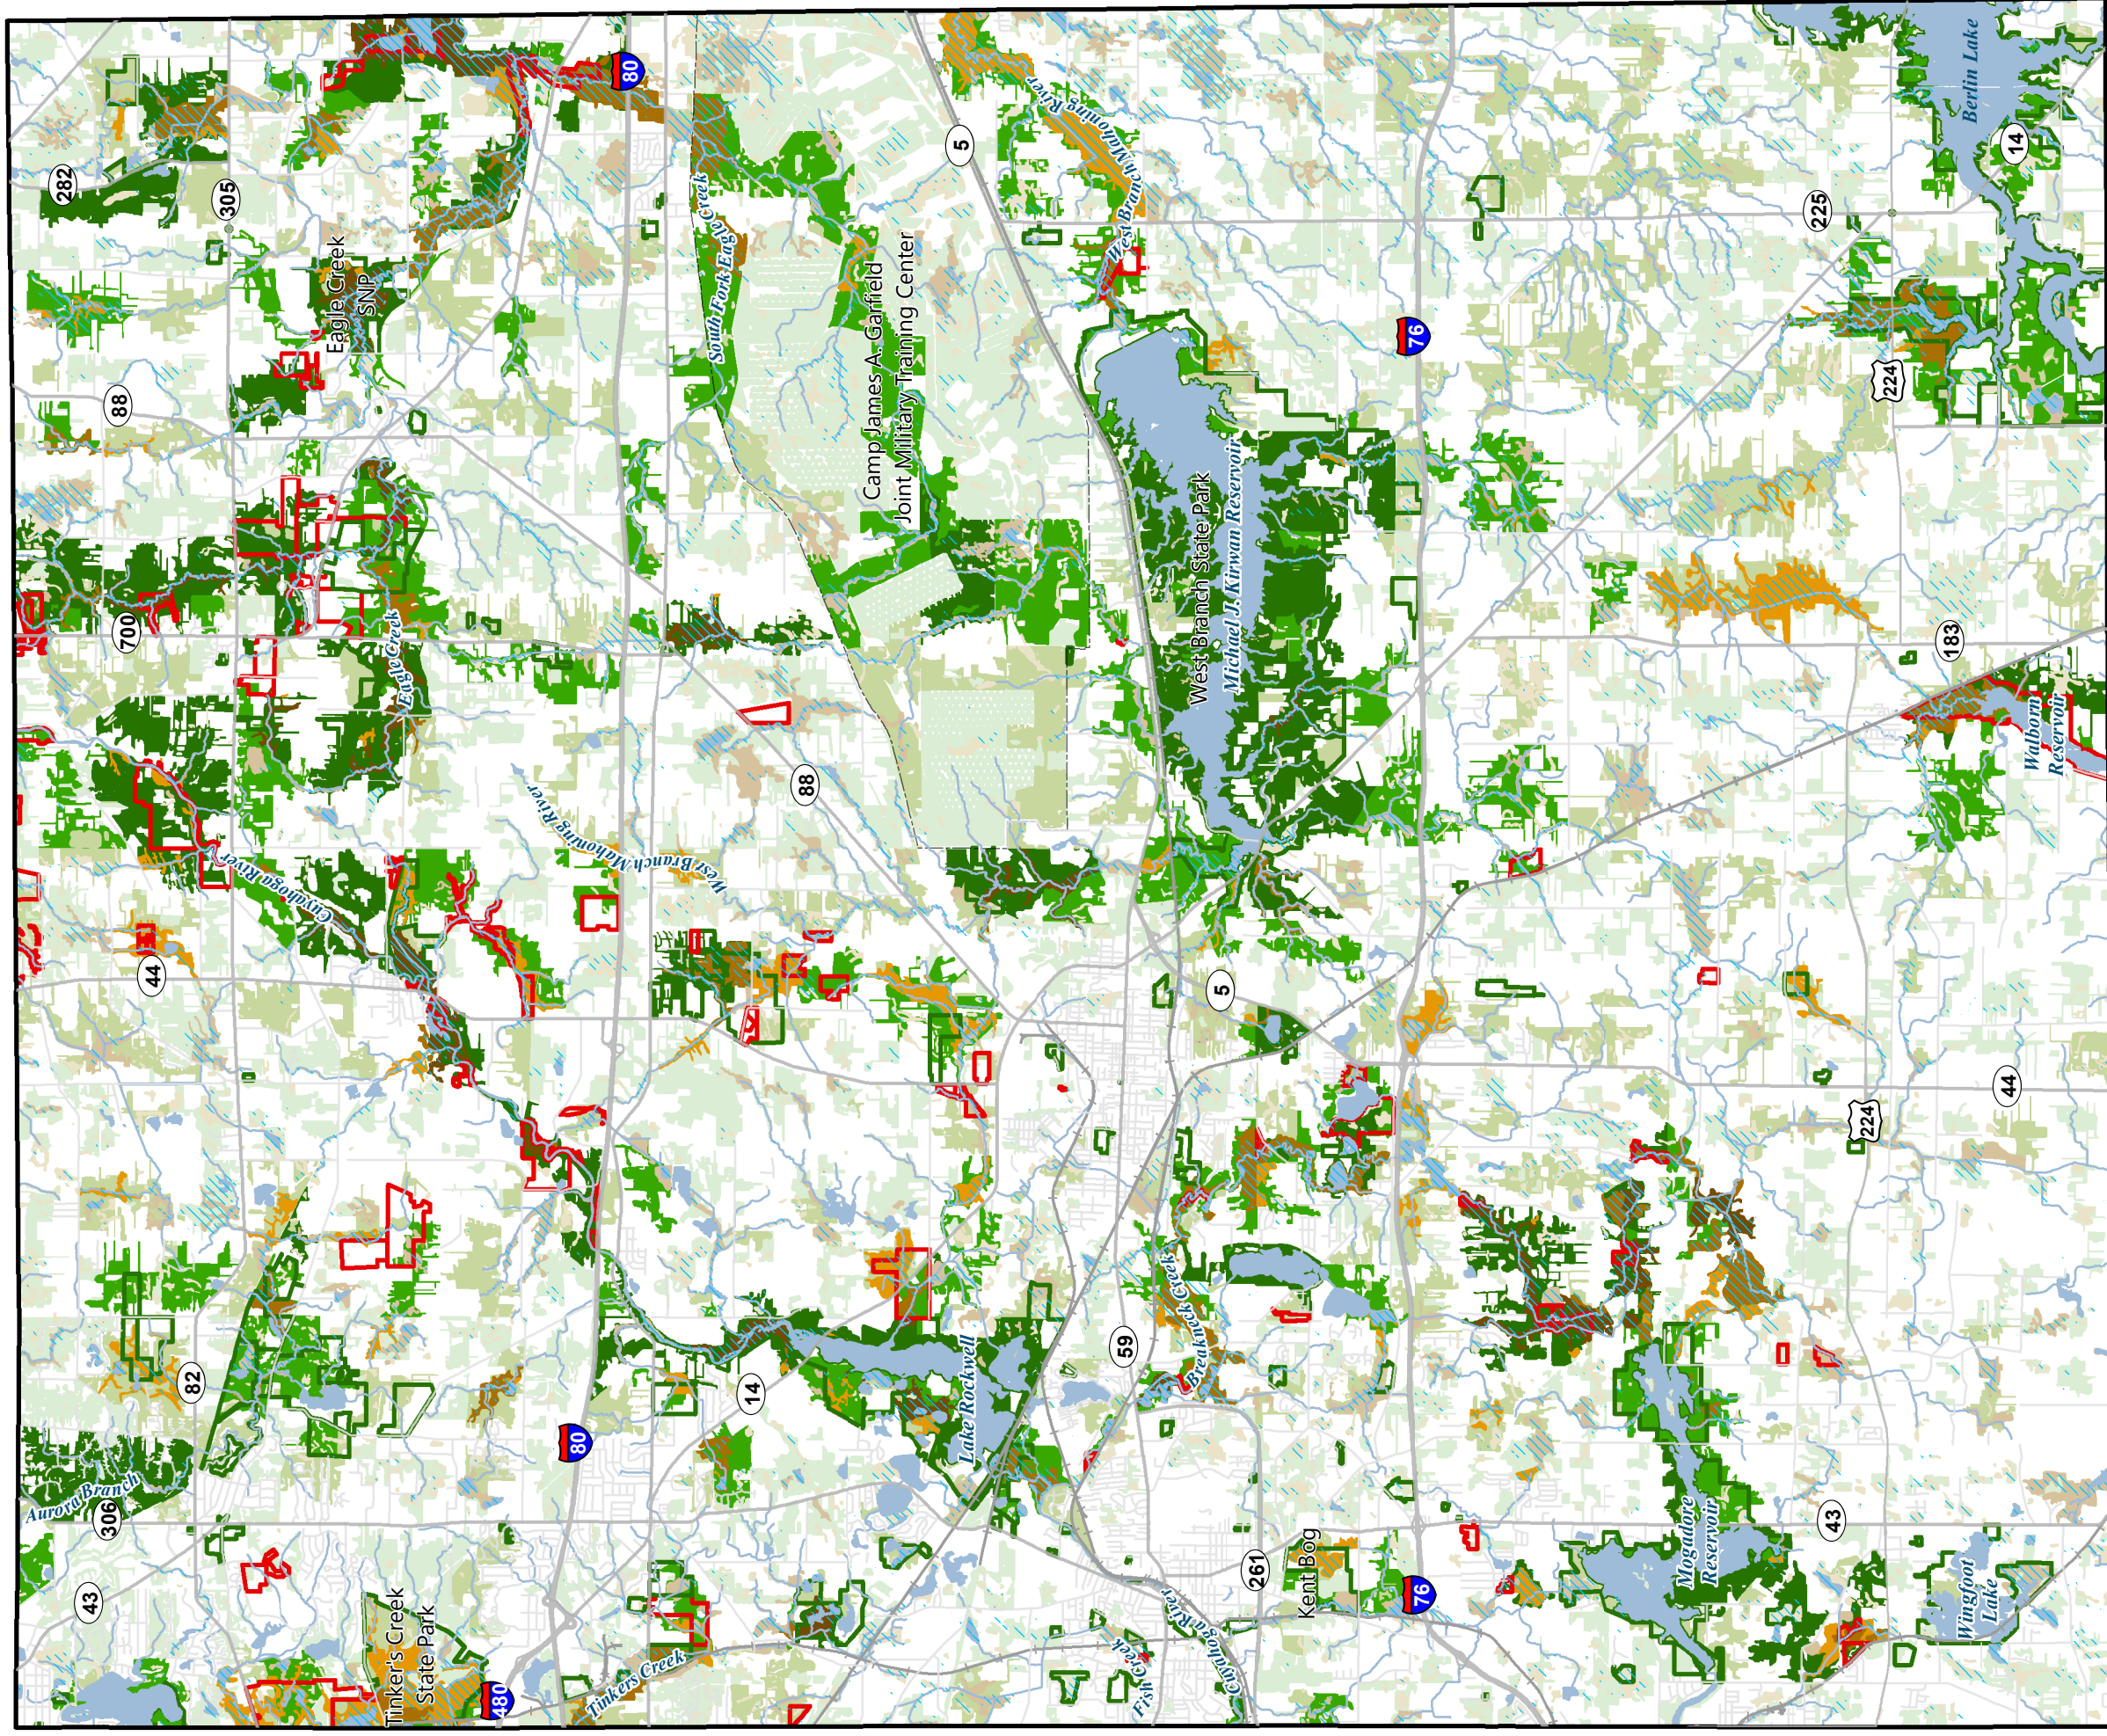 Aurora Branch
306
43
82
Tinker's Creek
State Park
480
Tinkers Creek
80
14
Lake Rockwell
59
Breakneck Creek
Fish Creek
Cuyahoga River
261
Kent Bog
76
Mogadore
Reservoir
43
Wingfoot
Lake
44
Cuyahoga River
700
Eagle Creek
West Branch Mahoning River
88
5
44
224
88
282
305
Eagle Creek
SNP
80
South Fork Eagle Creek
Camp James A. Garfield
Joint Military Training Center
5
West Branch Mahoning
River
West Branch State Park
Michael J. Kirwan Reservoir
76
183
Walborn
Reservoir
224
225
14
Berlin Lake